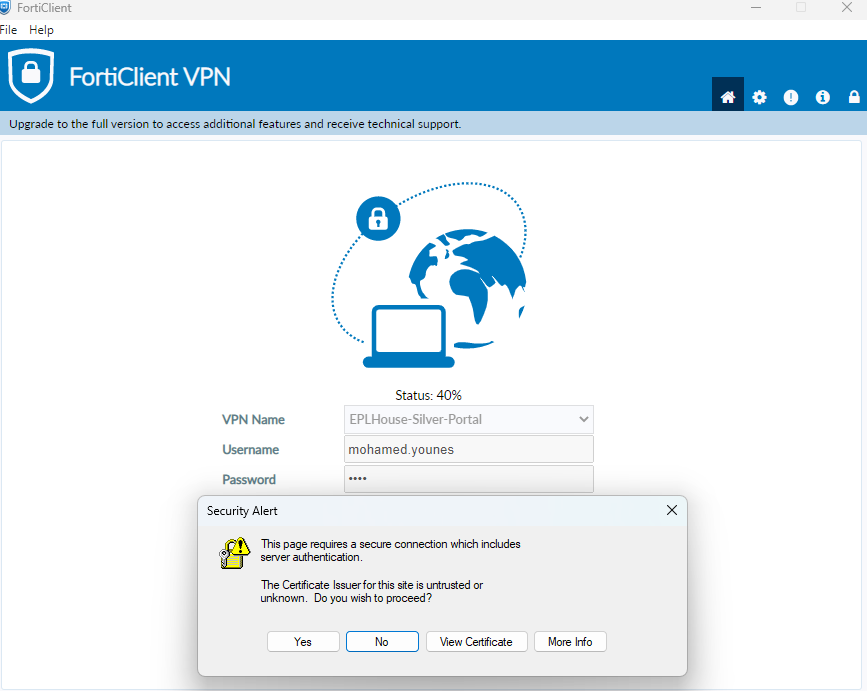 FortiClient
File Help
FortiClient VPN
Upgrade to the full version to access additional features and receive technical support.
Status: 40%
VPN Name EPLHouse-Silver-Portal
Username mohamed.younes
Password ••••
Security Alert
This page requires a secure connection which includes
server authentication.
The Certificate Issuer for this site is untrusted or
unknown. Do you wish to proceed?
Yes No View Certificate More Info